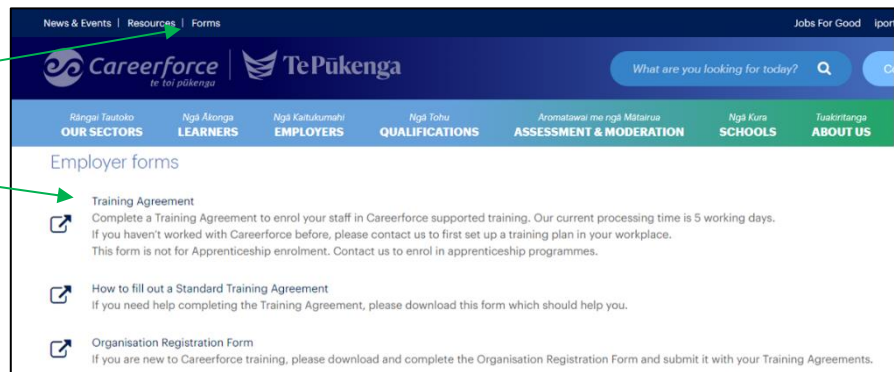 News & Events | Resources | Forms
Jobs For Good
Careerforce
te toi pūkenga
TePūkenga
What are you looking for today?
Rāngai Tautoko
OUR SECTORS
Ngā Ākonga
LEARNERS
Ngā Kaitukumahi
EMPLOYERS
Ngā Tohu
QUALIFICATIONS
Aromatawai me ngā Mātairua
ASSESSMENT & MODERATION
Ngā Kura
SCHOOLS
Tuakiritanga
ABOUT US
Employer forms
Training Agreement
Complete a Training Agreement to enrol your staff in Careerforce supported training. Our current processing time is 5 working days.
If you haven't worked with Careerforce before, please contact us to first set up a training plan in your workplace.
This form is not for Apprenticeship enrolment. Contact us to enrol in apprenticeship programmes.
How to fill out a Standard Training Agreement
If you need help completing the Training Agreement, please download this form which should help you.
Organisation Registration Form
If you are new to Careerforce training, please download and complete the Organisation Registration Form and submit it with your Training Agreements.